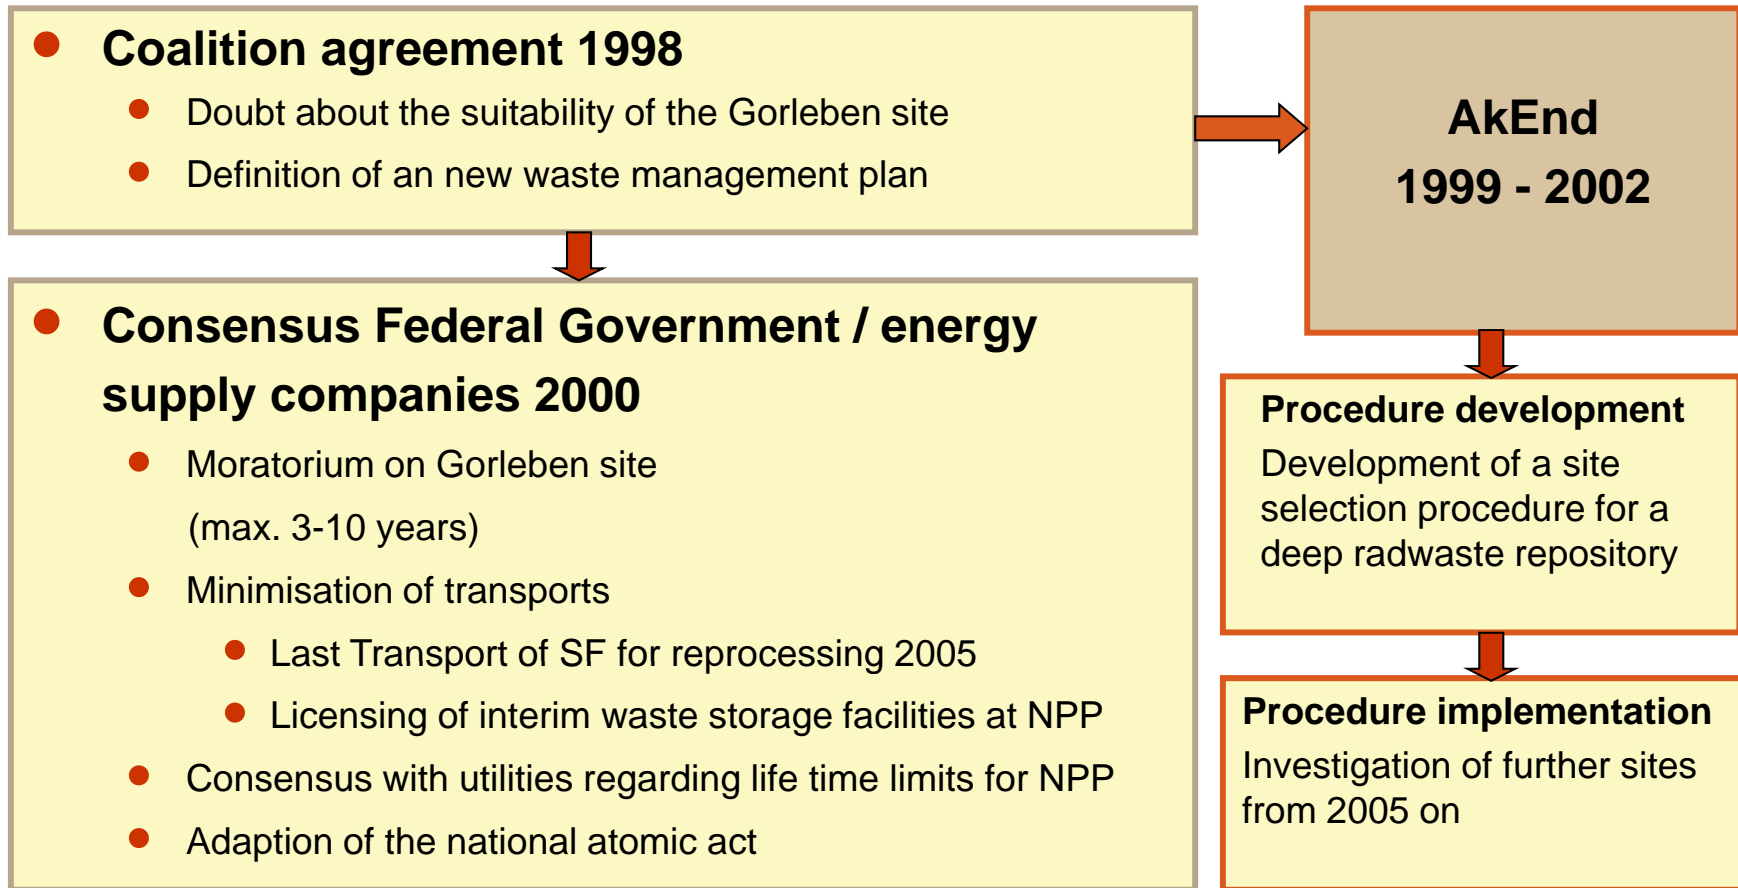 Coalition agreement 1998
Doubt about the suitability of the Gorleben site
Definition of an new waste management plan
Consensus Federal Government / energy
supply companies 2000
Moratorium on Gorleben site
(max. 3-10 years)
Minimisation of transports
Last Transport of SF for reprocessing 2005
Licensing of interim waste storage facilities at NPP
Consensus with utilities regarding life time limits for NPP
Adaption of the national atomic act
AkEnd
1999 - 2002
Procedure development
Development of a site
selection procedure for a
deep radwaste repository
Procedure implementation
Investigation of further sites
from 2005 on